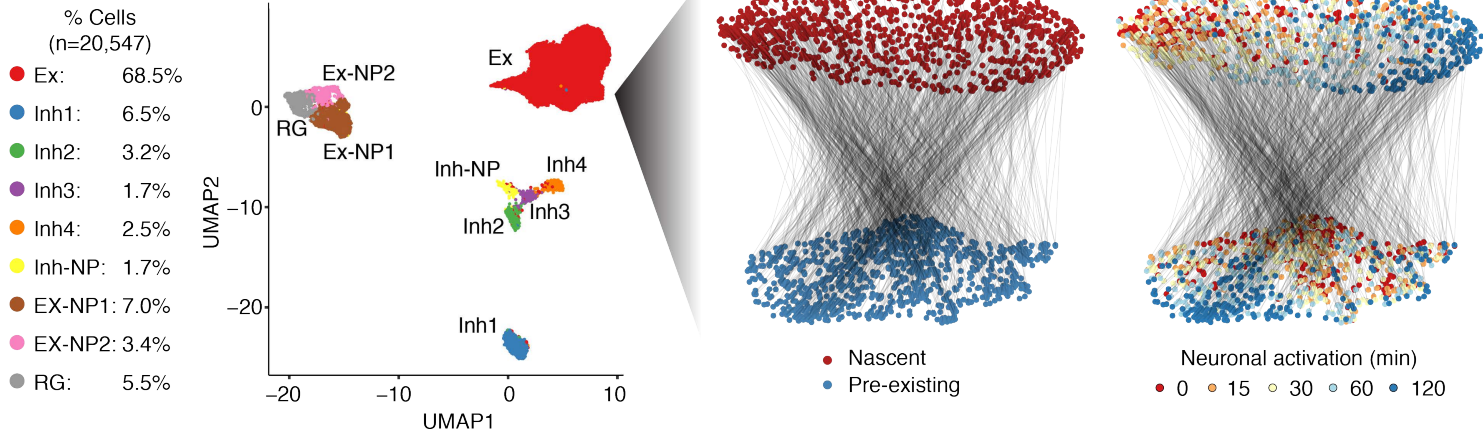 % Cells
(n=20,547)
Ex: 68.5%
Inh1: 6.5%
Inh2: 3.2%
Inh3: 1.7%
Inh4: 2.5%
Inh-NP: 1.7%
EX-NP1: 7.0%
EX-NP2: 3.4%
RG: 5.5%
UMAP2
0
−10
−20
Ex
Ex-NP2
RG
Ex-NP1
Inh-NP
Inh4
Inh3
Inh2
Inh1
−20
−10
0
10
UMAP1
Nascent
Pre-existing
Neuronal activation (min)
0 15 30 60 120